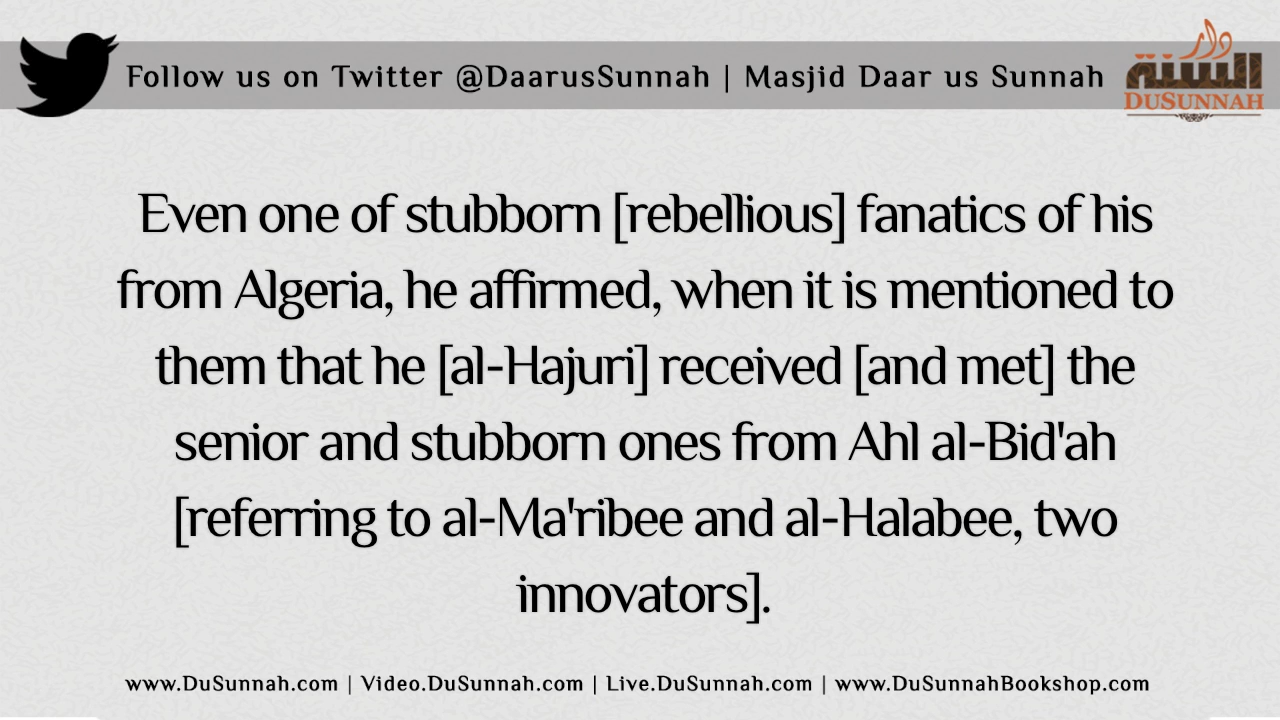 Follow us on Twitter @DaarusSunnah | Masjid Daar us Sunnah
دار
السنة
DUSUNNAH
Even one of stubborn [rebellious] fanatics of his
from Algeria, he affirmed, when it is mentioned to
them that he [al-Hajuri] received [and met] the
senior and stubborn ones from Ahl al-Bid'ah
[referring to al-Ma'ribee and al-Halabee, two
innovators].
www.DuSunnah.com | Video.DuSunnah.com | Live.DuSunnah.com | www.DuSunnahBookshop.com